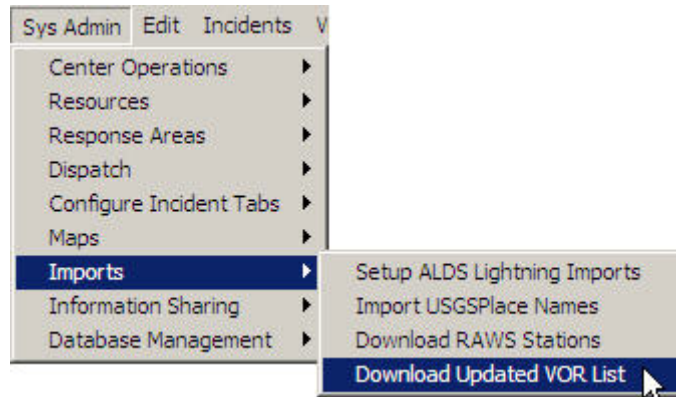 Sys Admin Edit Incidents
Center Operations
Resources
Response Areas
Dispatch
Configure Incident Tabs
Maps
Imports
Information Sharing
Database Management
Setup ALDS Lightning Imports
Import USGSPlace Names
Download RAWS Stations
Download Updated VOR List